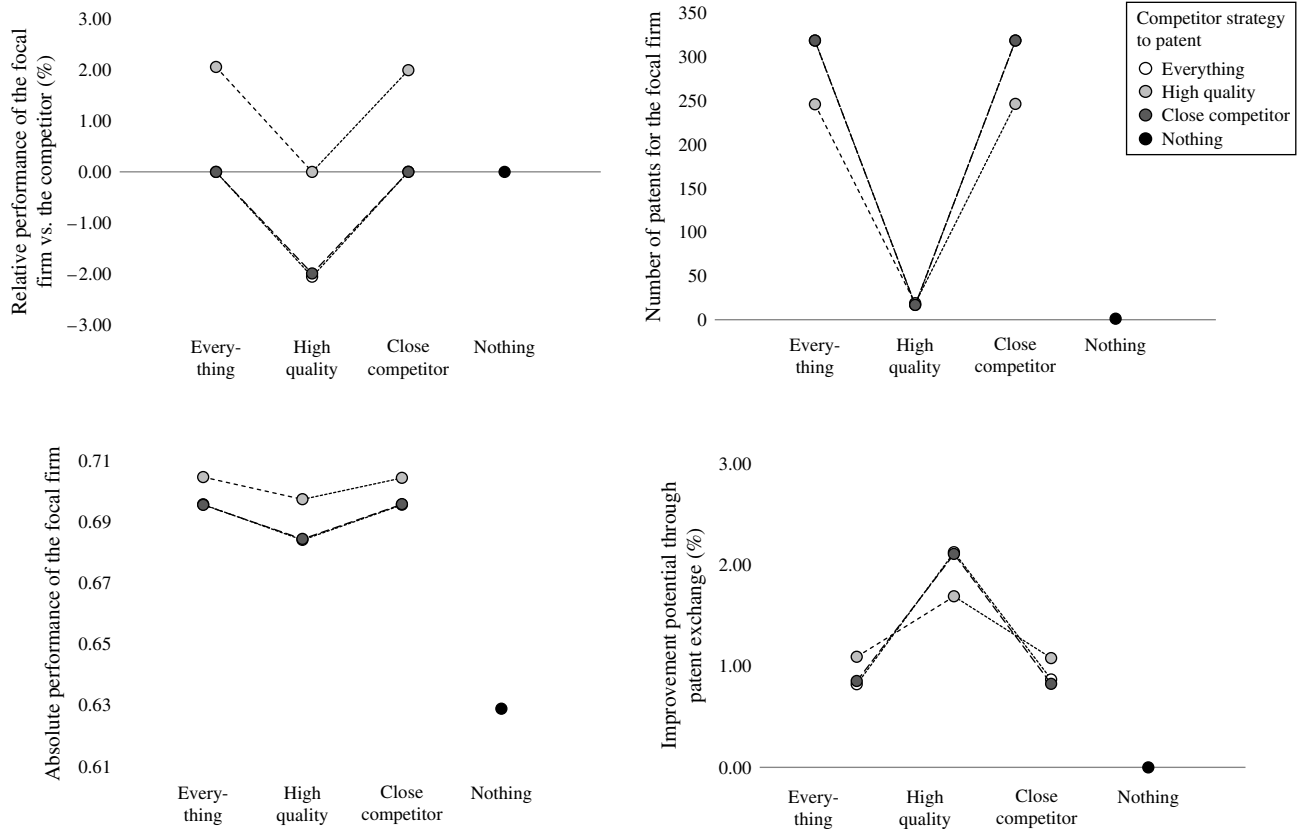 Relative performance of the focal
firm vs. the competitor (%)
3.00
2.00
1.00
0.00
−1.00
−2.00
−3.00
Every-
thing
High
quality
Close
competitor
Nothing
Number of patents for the focal firm
350
300
250
200
150
100
50
0
Every-
thing
High
quality
Close
competitor
Nothing
Competitor strategy
to patent
Everything
High quality
Close competitor
Nothing
Absolute performance of the focal firm
0.71
0.69
0.67
0.65
0.63
0.61
Every-
thing
High
quality
Close
competitor
Nothing
Improvement potential through
patent exchange (%)
3.00
2.00
1.00
0.00
Every-
thing
High
quality
Close
competitor
Nothing